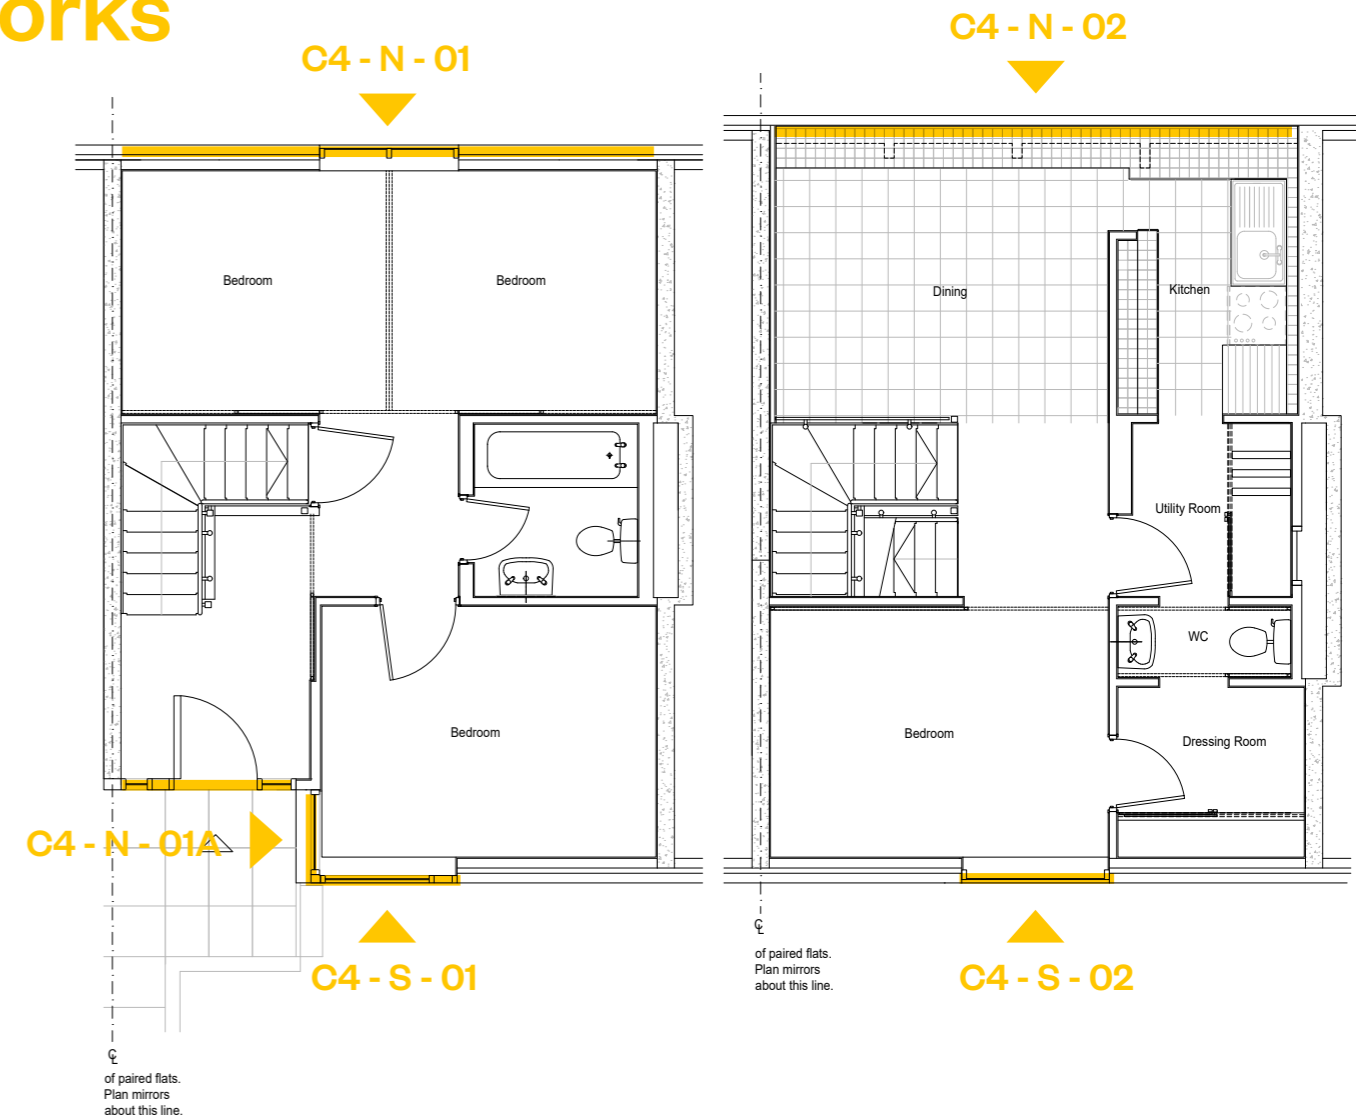 orks
C4 - N - 01
C4 - N - 02
Bedroom
Bedroom
Dining
Kitchen
Utility Room
WC
Bedroom
Bedroom
Dressing Room
C4 - N - 01A
C4 - S - 01
C4 - S - 02
℄
of paired flats.
Plan mirrors
about this line.
℄
of paired flats.
Plan mirrors
about this line.